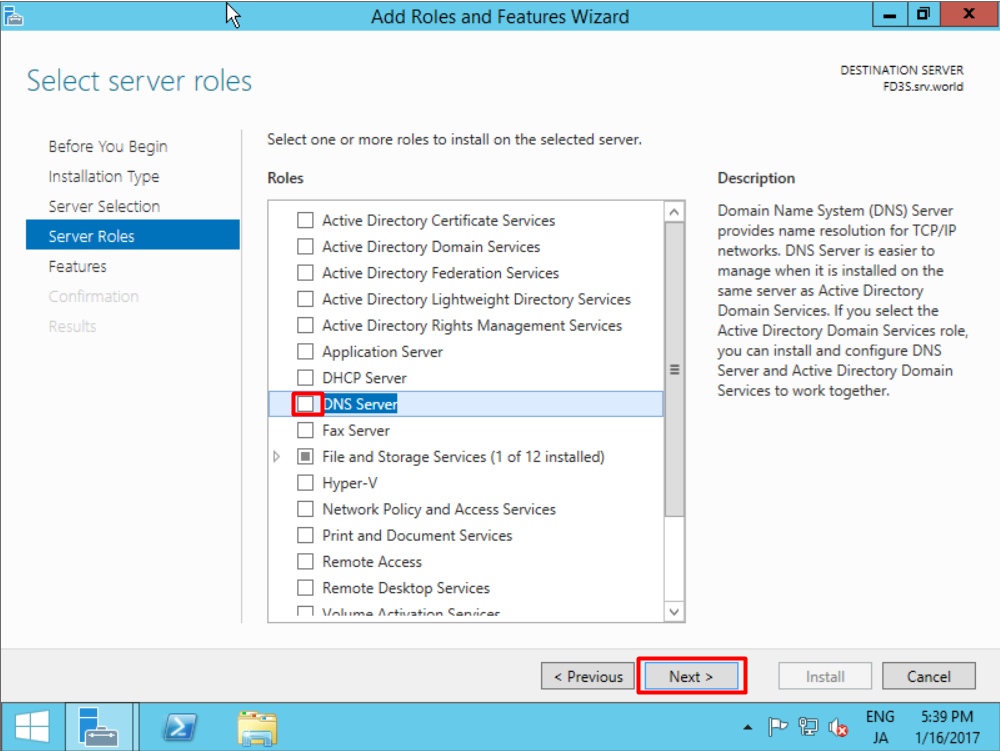 Add Roles and Features Wizard
Select server roles
DESTINATION SERVER
FD3S.srv.world
Before You Begin
Installation Type
Server Selection
Server Roles
Features
Confirmation
Results
Select one or more roles to install on the selected server.
Roles
Active Directory Certificate Services
Active Directory Domain Services
Active Directory Federation Services
Active Directory Lightweight Directory Services
Active Directory Rights Management Services
Application Server
DHCP Server
DNS Server
Fax Server
File and Storage Services (1 of 12 installed)
Hyper-V
Network Policy and Access Services
Print and Document Services
Remote Access
Remote Desktop Services
Volume Activation Services
Description
Domain Name System (DNS) Server
provides name resolution for TCP/IP
networks. DNS Server is easier to
manage when it is installed on the
same server as Active Directory
Domain Services. If you select the
Active Directory Domain Services role,
you can install and configure DNS
Server and Active Directory Domain
Services to work together.
< Previous
Next >
Install
Cancel
ENG
JA
5:39 PM
1/16/2017